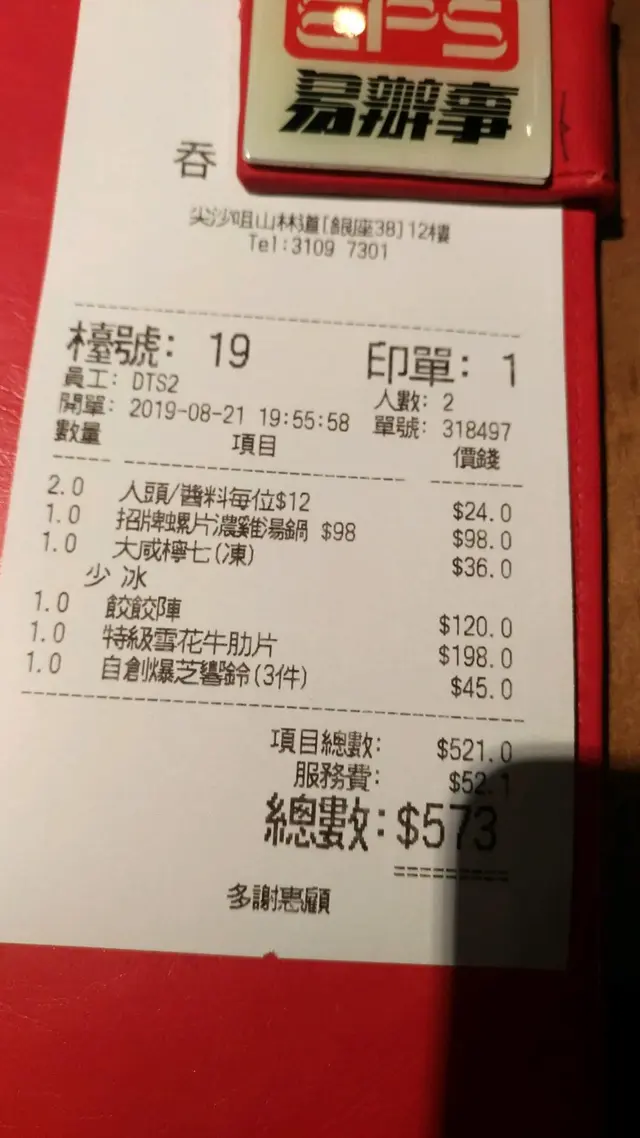 EPS
易辦事
吞
尖沙咀山林道[銀座38]12樓
Tel:3109 7301
檯號: 19 印單: 1
員工: DTS2 人數: 2
開單: 2019-08-21 19:55:58 單號: 318497
數量 項目 價錢
2.0 人頭/醬料每位$12 $24.0
1.0 招牌螺片濃雞湯鍋 $98 $98.0
1.0 大咸檸七(凍) $36.0
少 冰
1.0 餃餃陣 $120.0
1.0 特級雪花牛肋片 $198.0
1.0 自創爆芝響鈴(3件) $45.0
項目總數: $521.0
服務費: $52.1
總數: $573
多謝惠顧